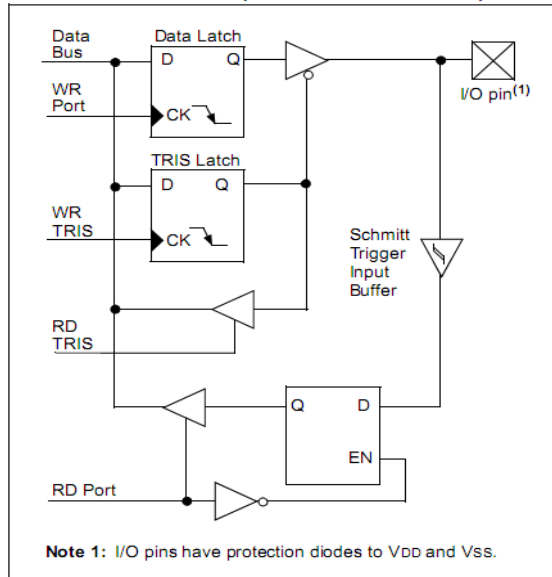 Data
Bus
Data Latch
D Q
WR
Port
CK
I/O pin(1)
TRIS Latch
D Q
WR
TRIS
CK
Schmitt
Trigger
Input
Buffer
RD
TRIS
Q D
EN
RD Port
Note 1: I/O pins have protection diodes to VDD and VSS.